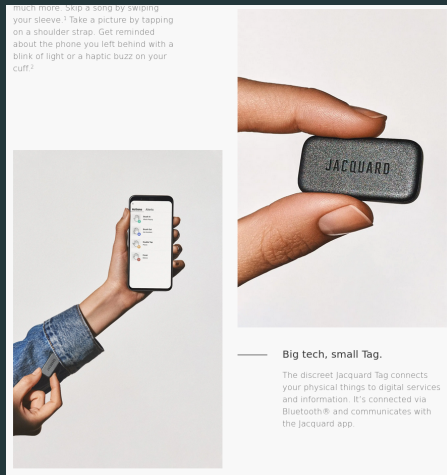 much more. Skip a song by swiping
your sleeve.¹ Take a picture by tapping
on a shoulder strap. Get reminded
about the phone you left behind with a
blink of light or a haptic buzz on your
cuff.²
JACQUARD
Big tech, small Tag.
The discreet Jacquard Tag connects
your physical things to digital services
and information. It's connected via
Bluetooth® and communicates with
the Jacquard app.